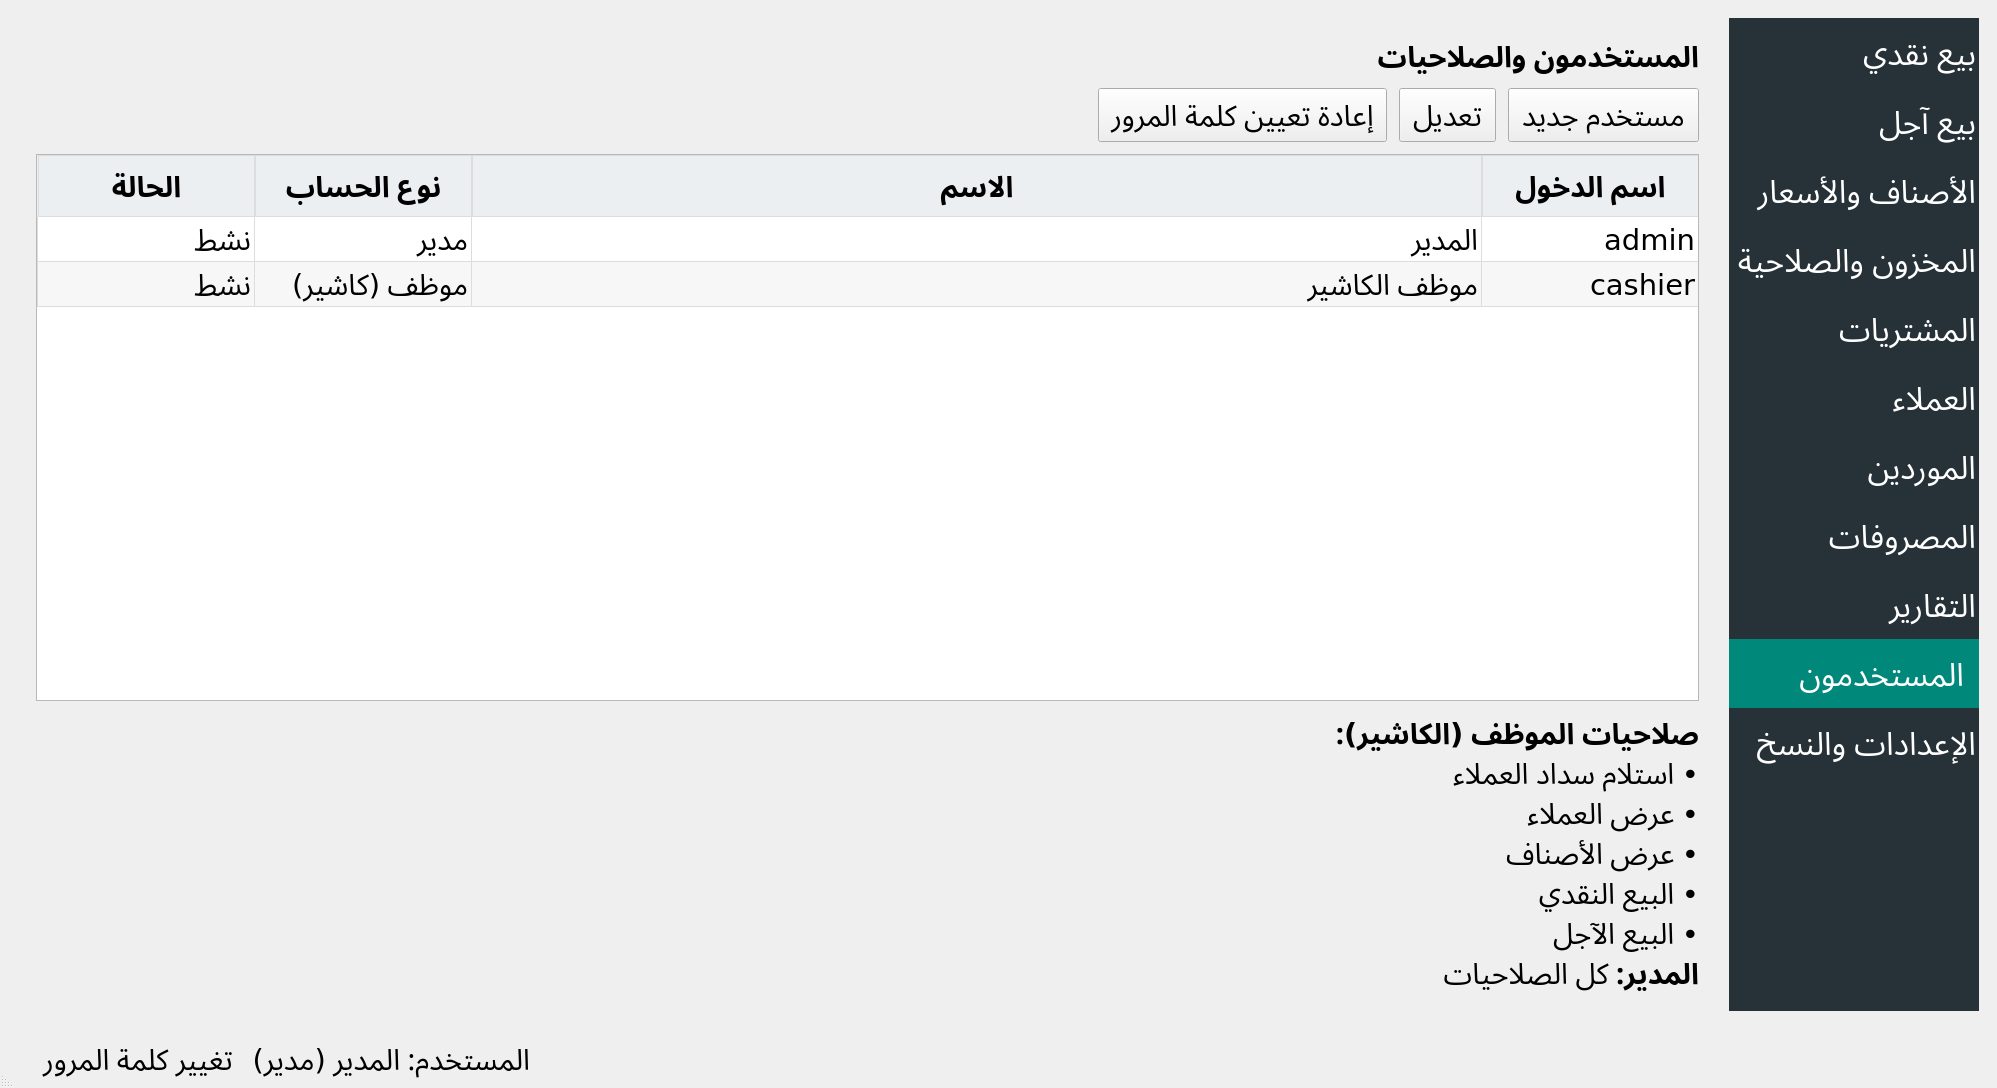 بيع نقدي
بيع آجل
الأصناف والأسعار
المخزون والصلاحية
المشتريات
العملاء
الموردين
المصروفات
التقارير
المستخدمون
الإعدادات والنسخ
المستخدمون والصلاحيات
مستخدم جديد تعديل إعادة تعيين كلمة المرور
اسم الدخول الاسم نوع الحساب الحالة
admin المدير مدير نشط
cashier موظف الكاشير موظف (كاشير) نشط
صلاحيات الموظف (الكاشير):
• استلام سداد العملاء
• عرض العملاء
• عرض الأصناف
• البيع النقدي
• البيع الآجل
المدير: كل الصلاحيات
المستخدم: المدير (مدير) تغيير كلمة المرور